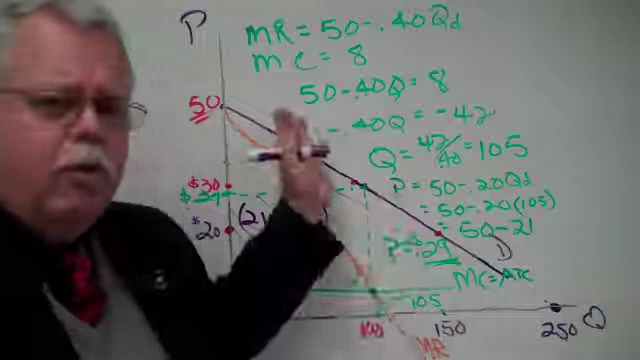 P
MR = 50-.40Qd
MC = 8
50-.40Q = 8
-.40Q = -42
Q = 42/.40 = 105
P = 50-.20Qd
= 50-.20(105)
= 50-21
P = 29
50
$30
$29
$20
(21
D
MC=ATC
105
100
150
250
Q
MR